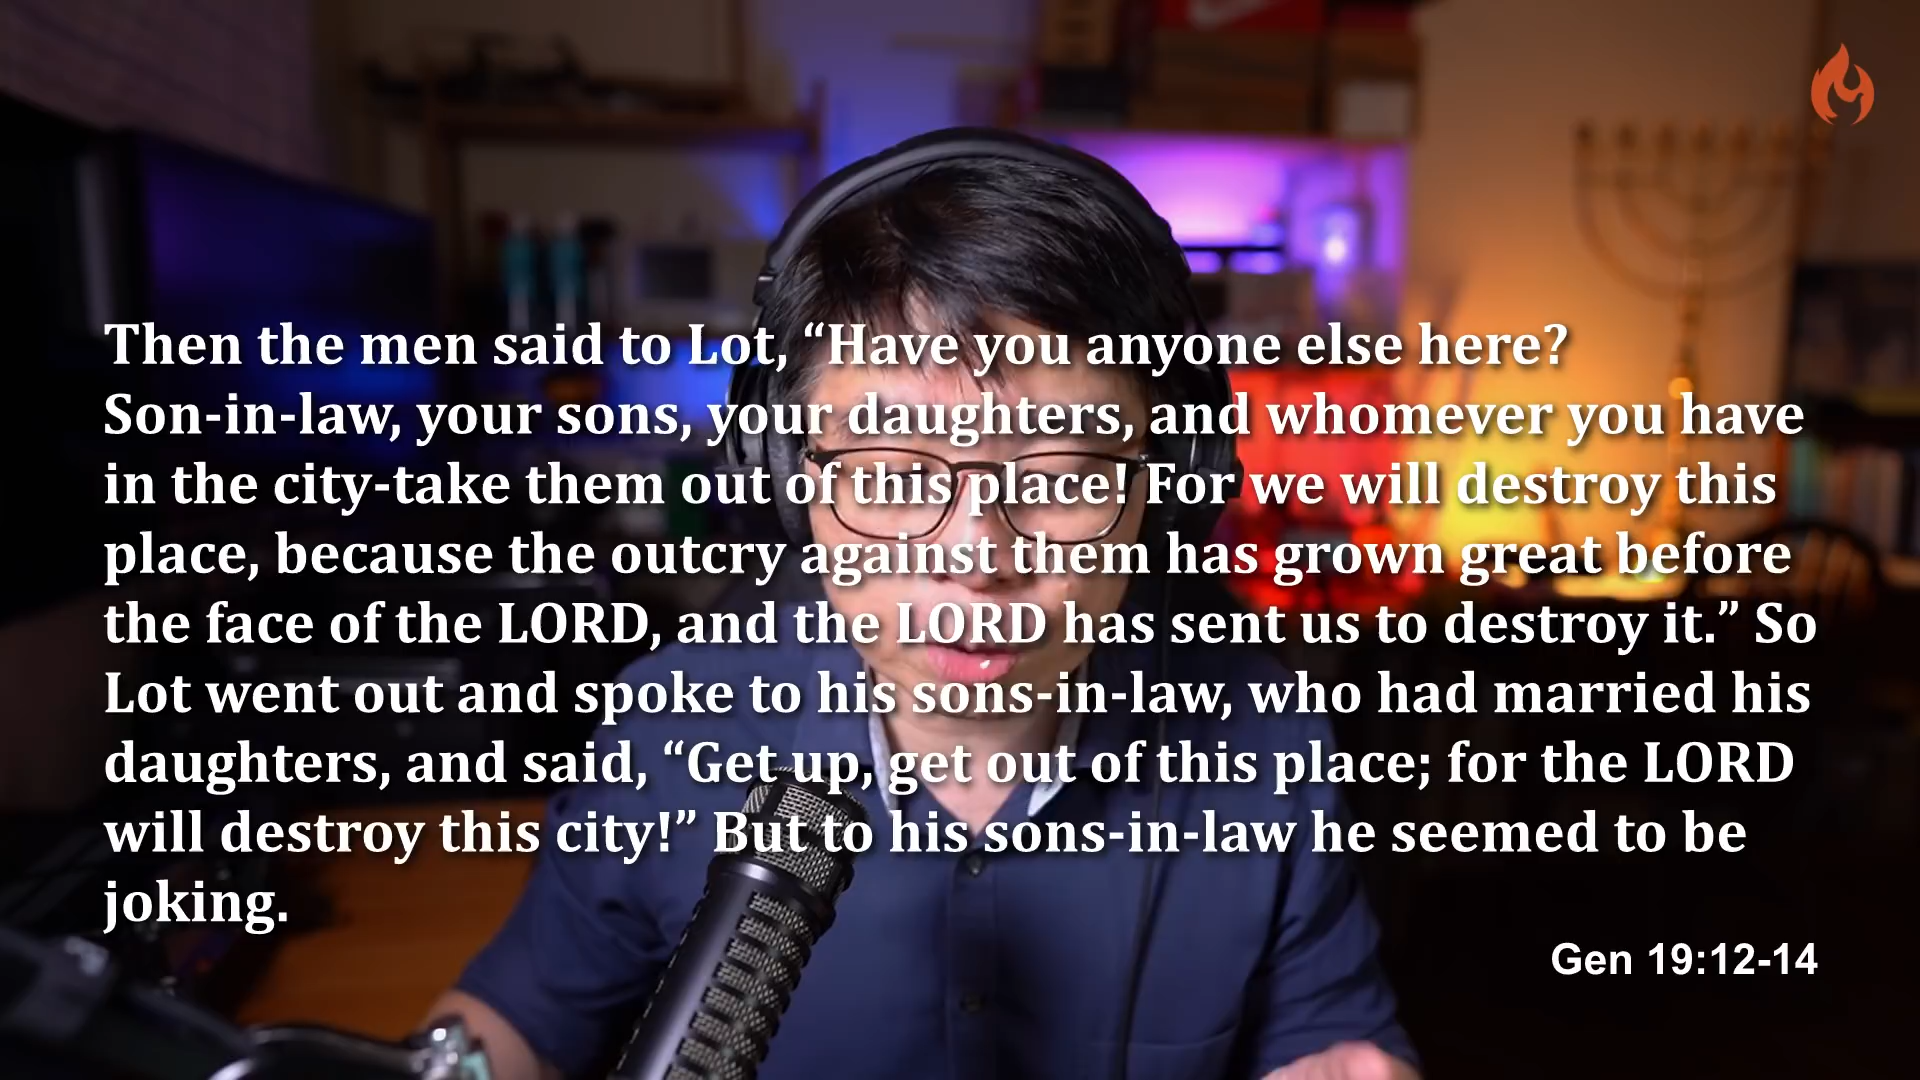 Then the men said to Lot, “Have you anyone else here?
Son-in-law, your sons, your daughters, and whomever you have
in the city-take them out of this place! For we will destroy this
place, because the outcry against them has grown great before
the face of the LORD, and the LORD has sent us to destroy it.” So
Lot went out and spoke to his sons-in-law, who had married his
daughters, and said, “Get up, get out of this place; for the LORD
will destroy this city!” But to his sons-in-law he seemed to be
joking.
Gen 19:12-14